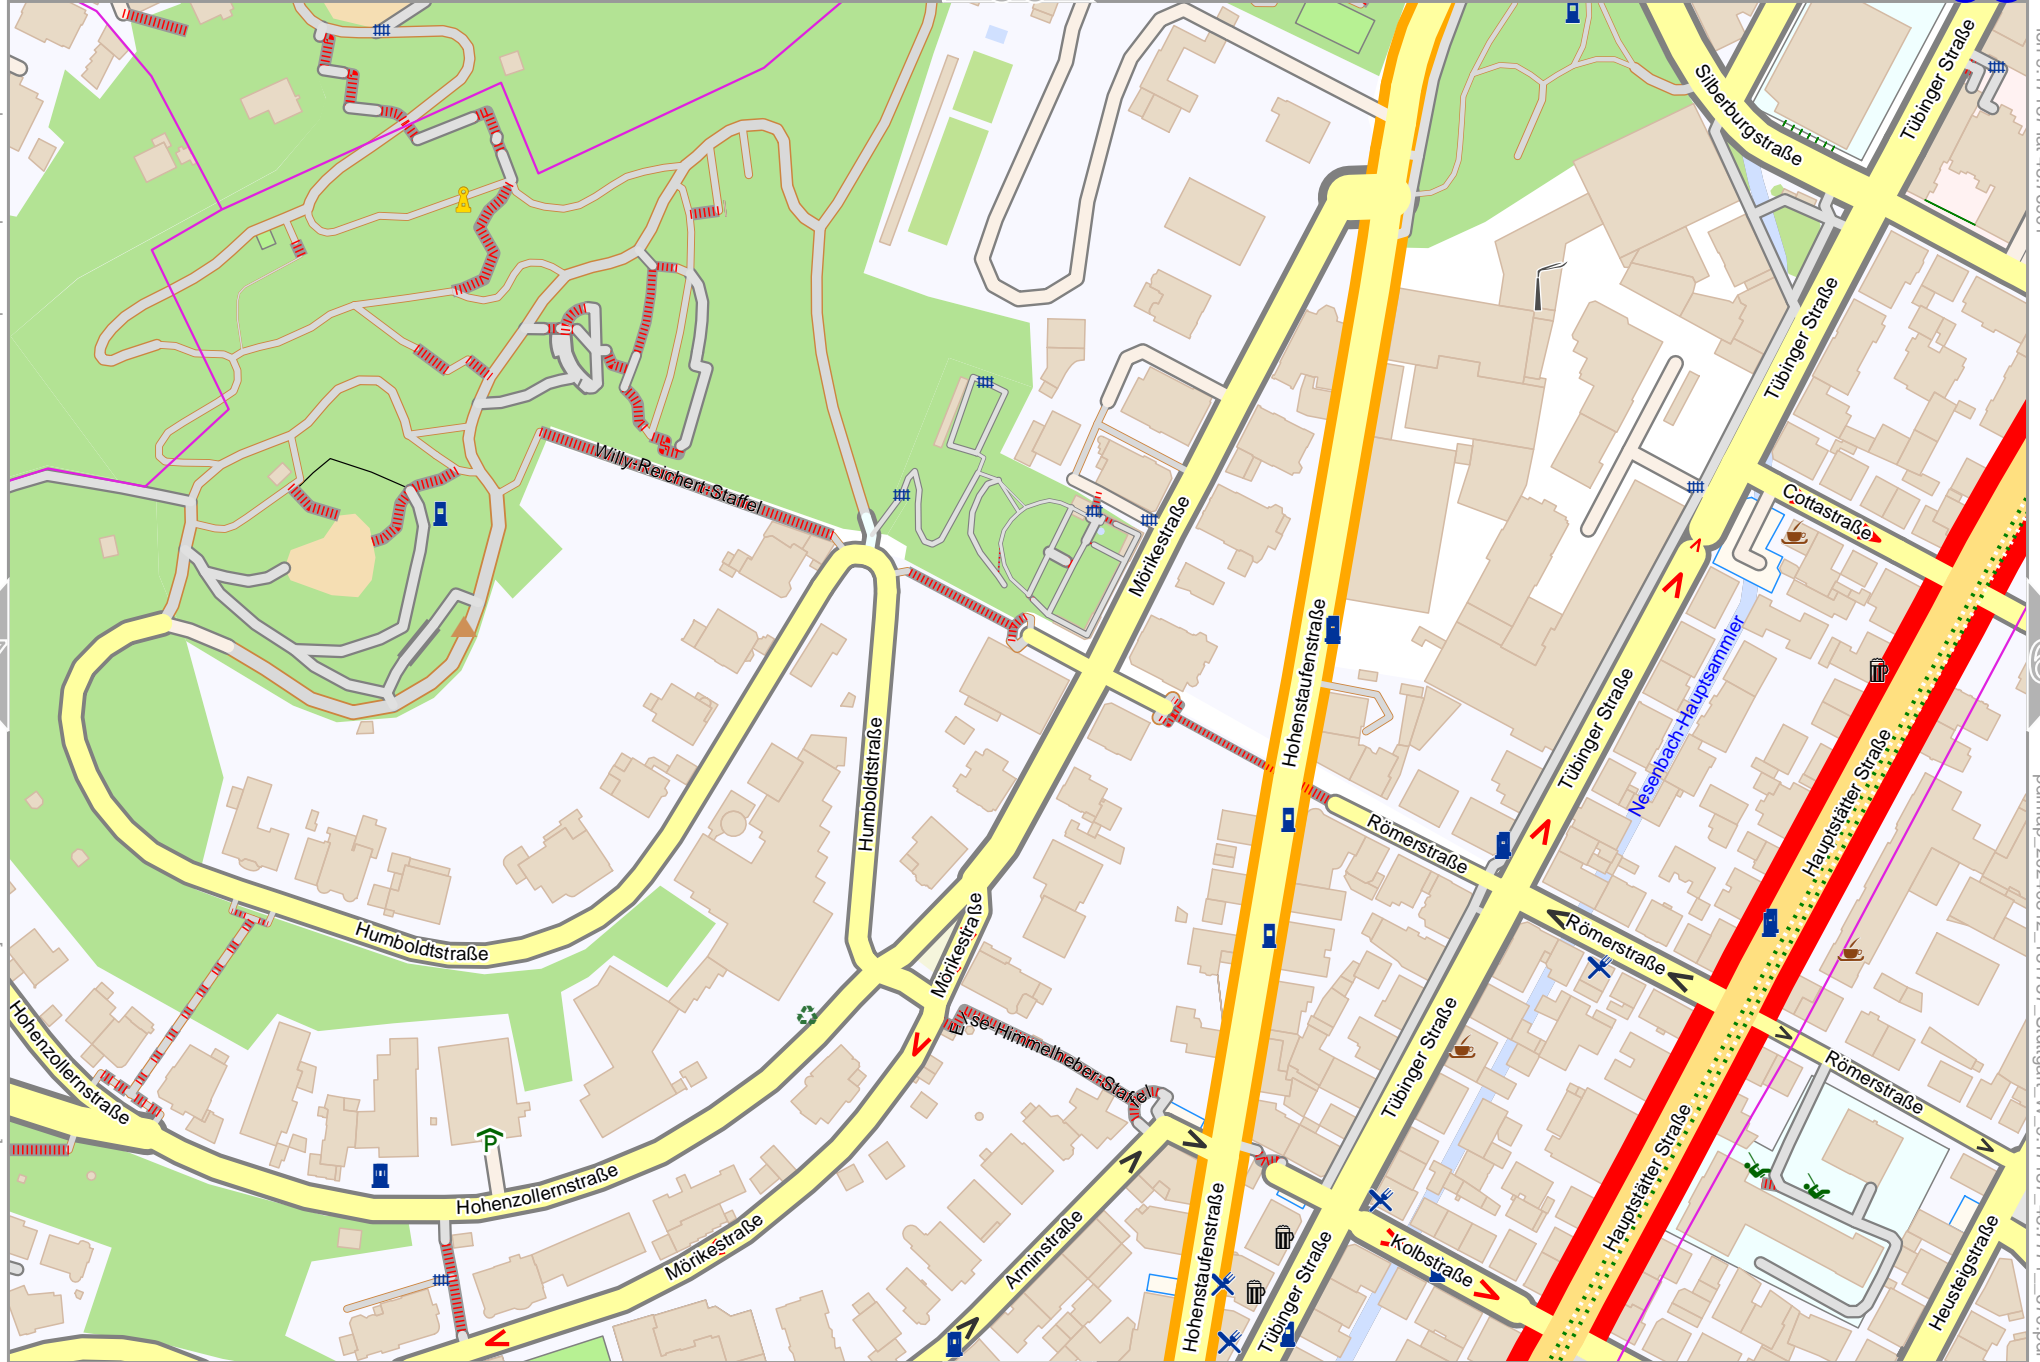 Silberburgstraße
Tübinger Straße
Tübinger Straße
Willy-Reichert-Staffel
Mörikestraße
Cottastraße
Hohenstaufenstraße
Tübinger Straße
Nesenbach-Hauptsammler
Humboldtstraße
Römerstraße
Hauptstätter Straße
Humboldtstraße
Mörikestraße
Römerstraße
Hohenzollernstraße
Else-Himmelheber-Staffel
Tübinger Straße
Römerstraße
P
Hohenzollernstraße
Hauptstätter Straße
Mörikestraße
Arminstraße
Hohenstaufenstraße
Tübinger Straße
Kolbstraße
Heusteigstraße